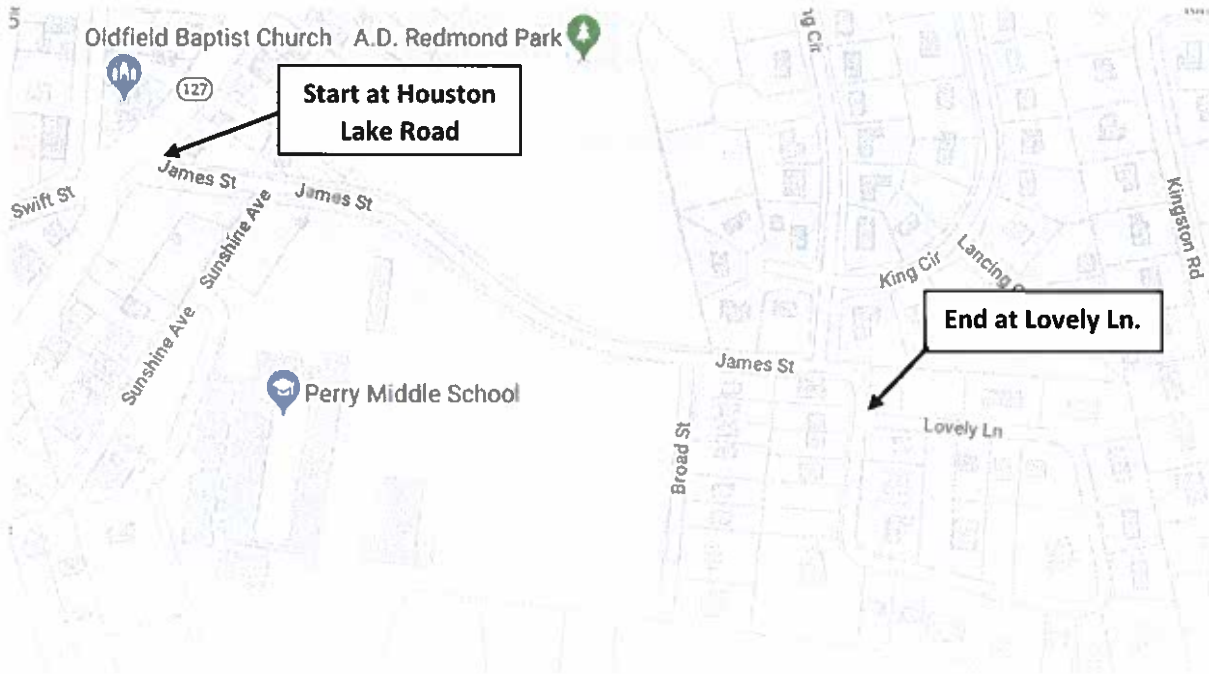 Oldfield Baptist Church
A.D. Redmond Park
127
Start at Houston
Lake Road
James St
James St
Swift St
Sunshine Ave
Sunshine Ave
King Cir
Lancing
Kingston Rd
End at Lovely Ln.
James St
Perry Middle School
Lovely Ln
Broad St